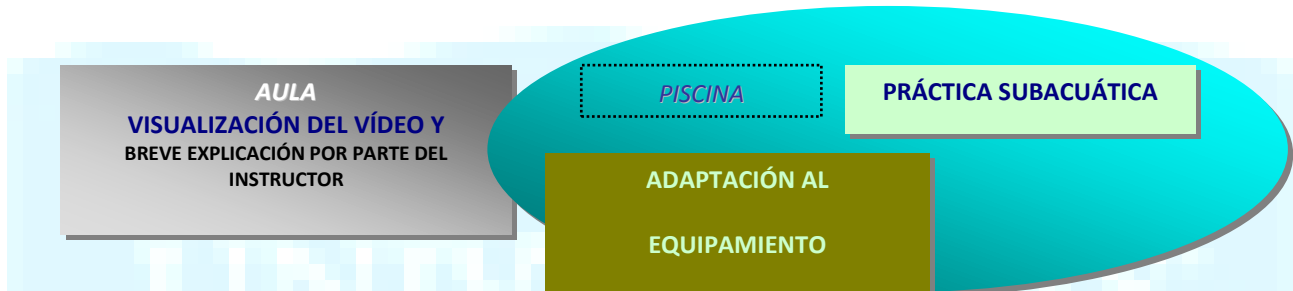 AULA
VISUALIZACIÓN DEL VÍDEO Y
BREVE EXPLICACIÓN POR PARTE DEL
INSTRUCTOR
PISCINA
PRÁCTICA SUBACUÁTICA
ADAPTACIÓN AL
EQUIPAMIENTO